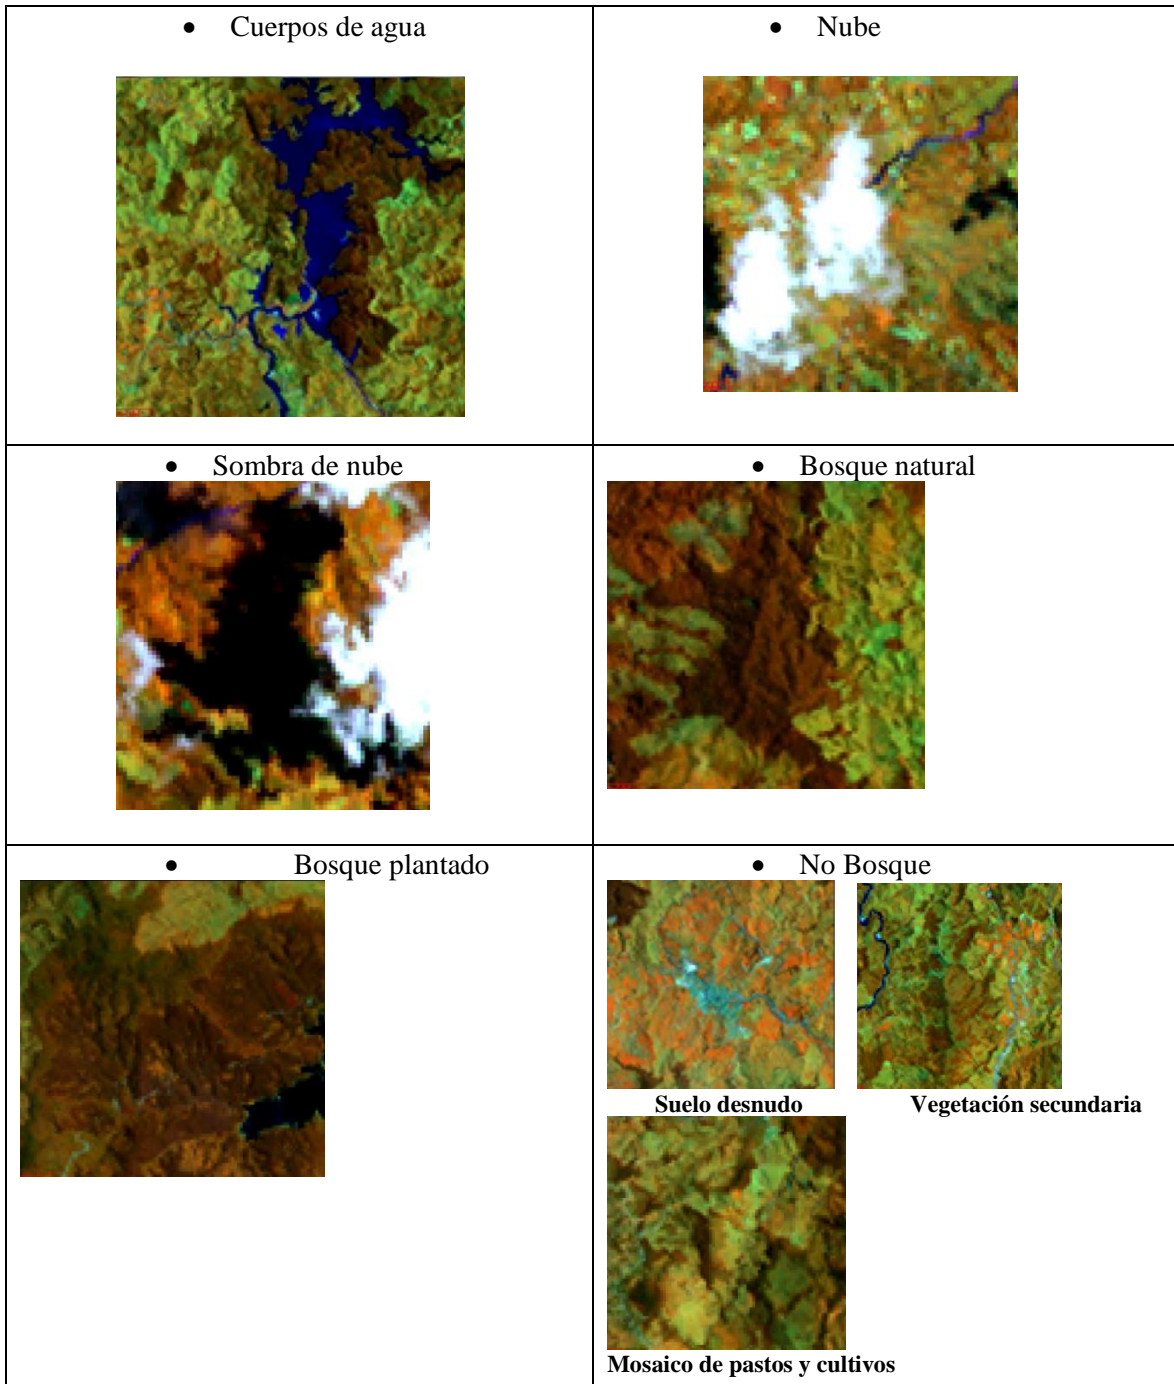 • Cuerpos de agua
• Nube
• Sombra de nube
• Bosque natural
• Bosque plantado
• No Bosque
Suelo desnudo
Vegetación secundaria
Mosaico de pastos y cultivos